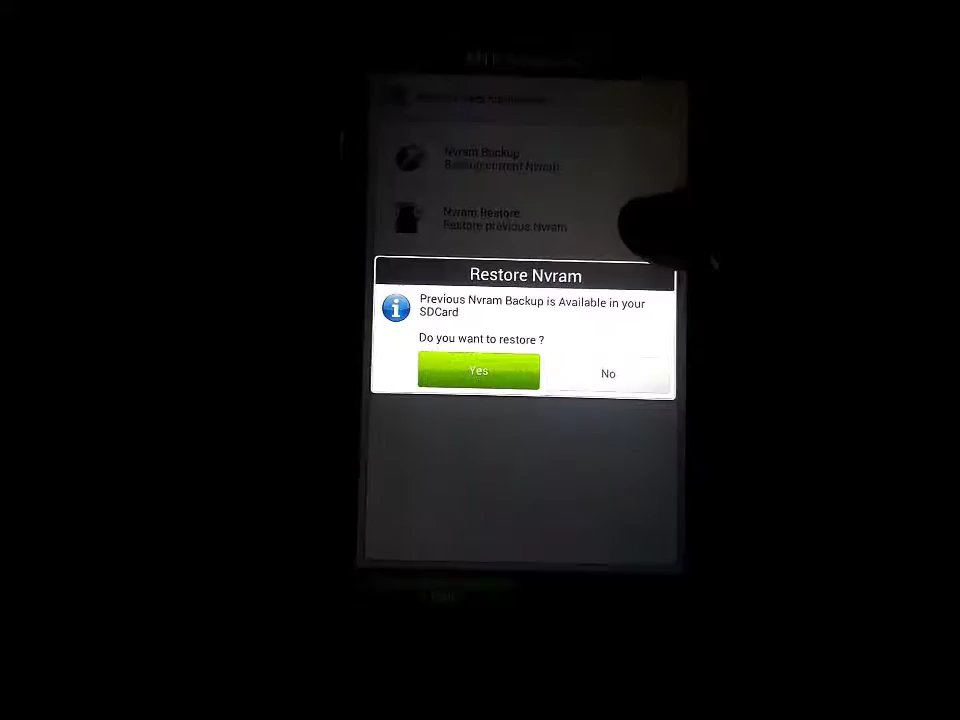 Nvram Backup
Backup current Nvram
Nvram Restore
Restore previous Nvram
Restore Nvram
Previous Nvram Backup is Available in your
SDCard
Do you want to restore ?
Yes
No